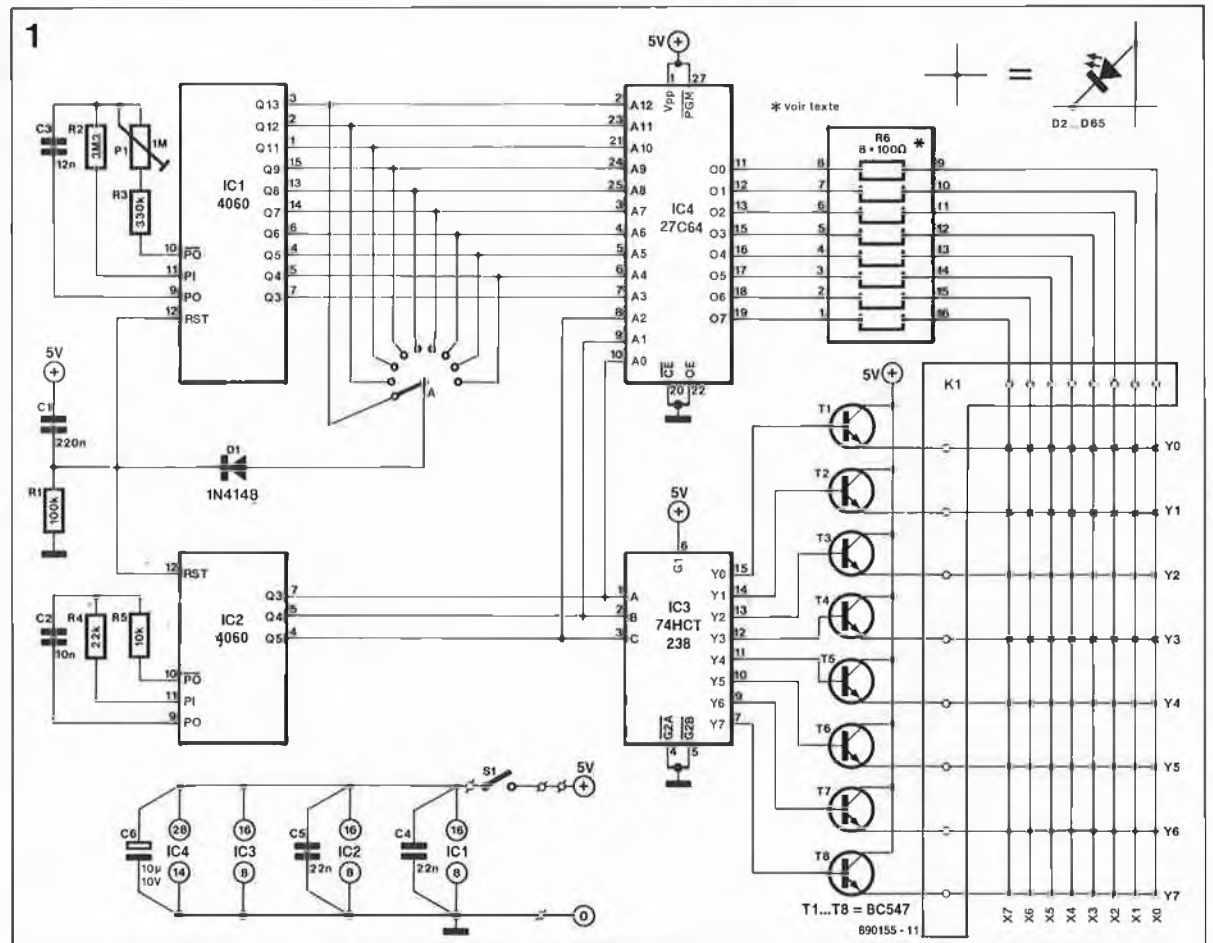 1
5V
1
27
Vpp
PGM
=
D2...D65
* voir texte
C3
12n
R2
3M3
P1
1M
R3
330k
IC1
4060
Q13 3
Q12 2
Q11 1
Q9 15
Q8 13
Q7 14
Q6 6
Q5 4
Q4 5
Q3 7
10 PO
11 PI
9 PO
12 RST
2 A12
23 A11
21 A10
24 A9
25 A8
3 A7
4 A6
5 A5
6 A4
7 A3
8 A2
9 A1
10 A0
IC4
27C64
O0 11
O1 12
O2 13
O3 15
O4 16
O5 17
O6 18
O7 19
CE
OE
20
22
R6
8 * 100Ω
*
8 9
7 10
6 11
5 12
4 13
3 14
2 15
1 16
A
5V
C1
220n
R1
100k
D1
1N4148
12 RST
IC2
4060
Q3 7
Q4 5
Q5 4
C2
10n
R4
2.2k
R5
10k
10 PO
11 PI
9 PO
5V
6
G1
1 A
2 B
3 C
IC3
74HCT
238
Y0 15
Y1 14
Y2 13
Y3 12
Y4 11
Y5 10
Y6 9
Y7 7
G2A
G2B
4
5
5V
K1
T1
T2
T3
T4
T5
T6
T7
T8
Y0
Y1
Y2
Y3
Y4
Y5
Y6
Y7
X7
X6
X5
X4
X3
X2
X1
X0
T1...T8 = BC547
890155 - 11
S1
5V
C6
10µ
10V
28
IC4
14
16
IC3
8
C5
22n
16
IC2
8
C4
22n
16
IC1
8
0